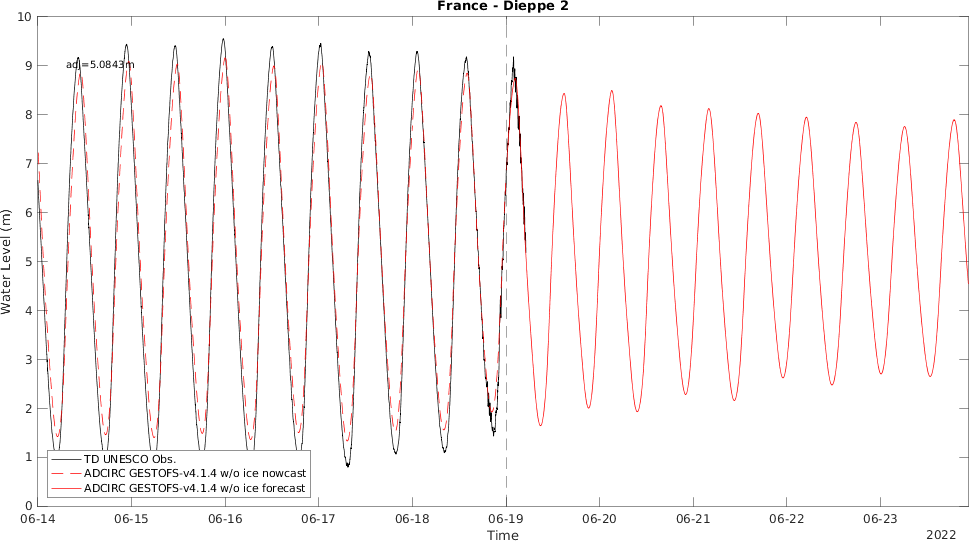 France - Dieppe 2
10
9
8
7
6
5
4
3
2
1
0
Water Level (m)
adj=5.0843m
TD UNESCO Obs.
ADCIRC GESTOFS-v4.1.4 w/o ice nowcast
ADCIRC GESTOFS-v4.1.4 w/o ice forecast
06-14 06-15 06-16 06-17 06-18 06-19 06-20 06-21 06-22 06-23
Time
2022